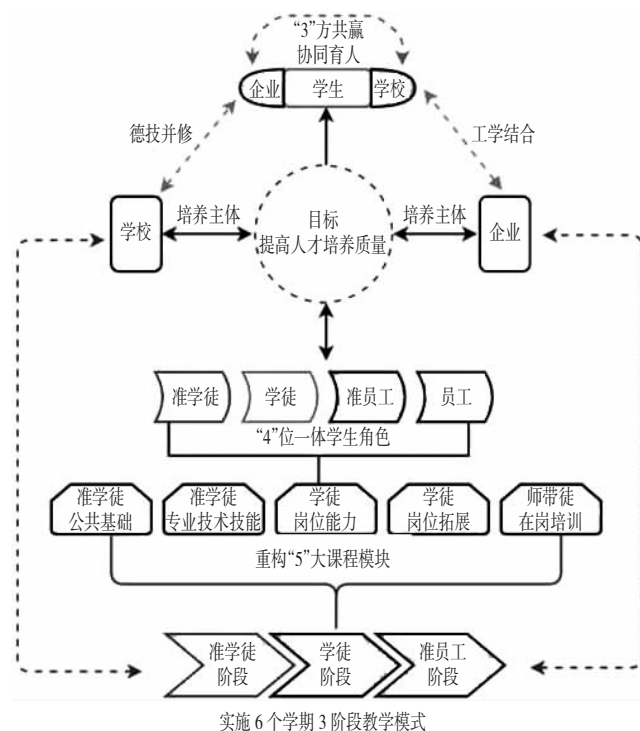 “3”方共赢
协同育人
企业 学生 学校
德技并修 工学结合
学校 培养主体 目标 培养主体 企业
提高人才培养质量
准学徒 学徒 准员工 员工
“4”位一体学生角色
准学徒 准学徒 学徒 学徒 师带徒
公共基础 专业技术技能 岗位能力 岗位拓展 在岗培训
重构“5”大课程模块
准学徒 学徒 准员工
阶段 阶段 阶段
实施6个学期3阶段教学模式